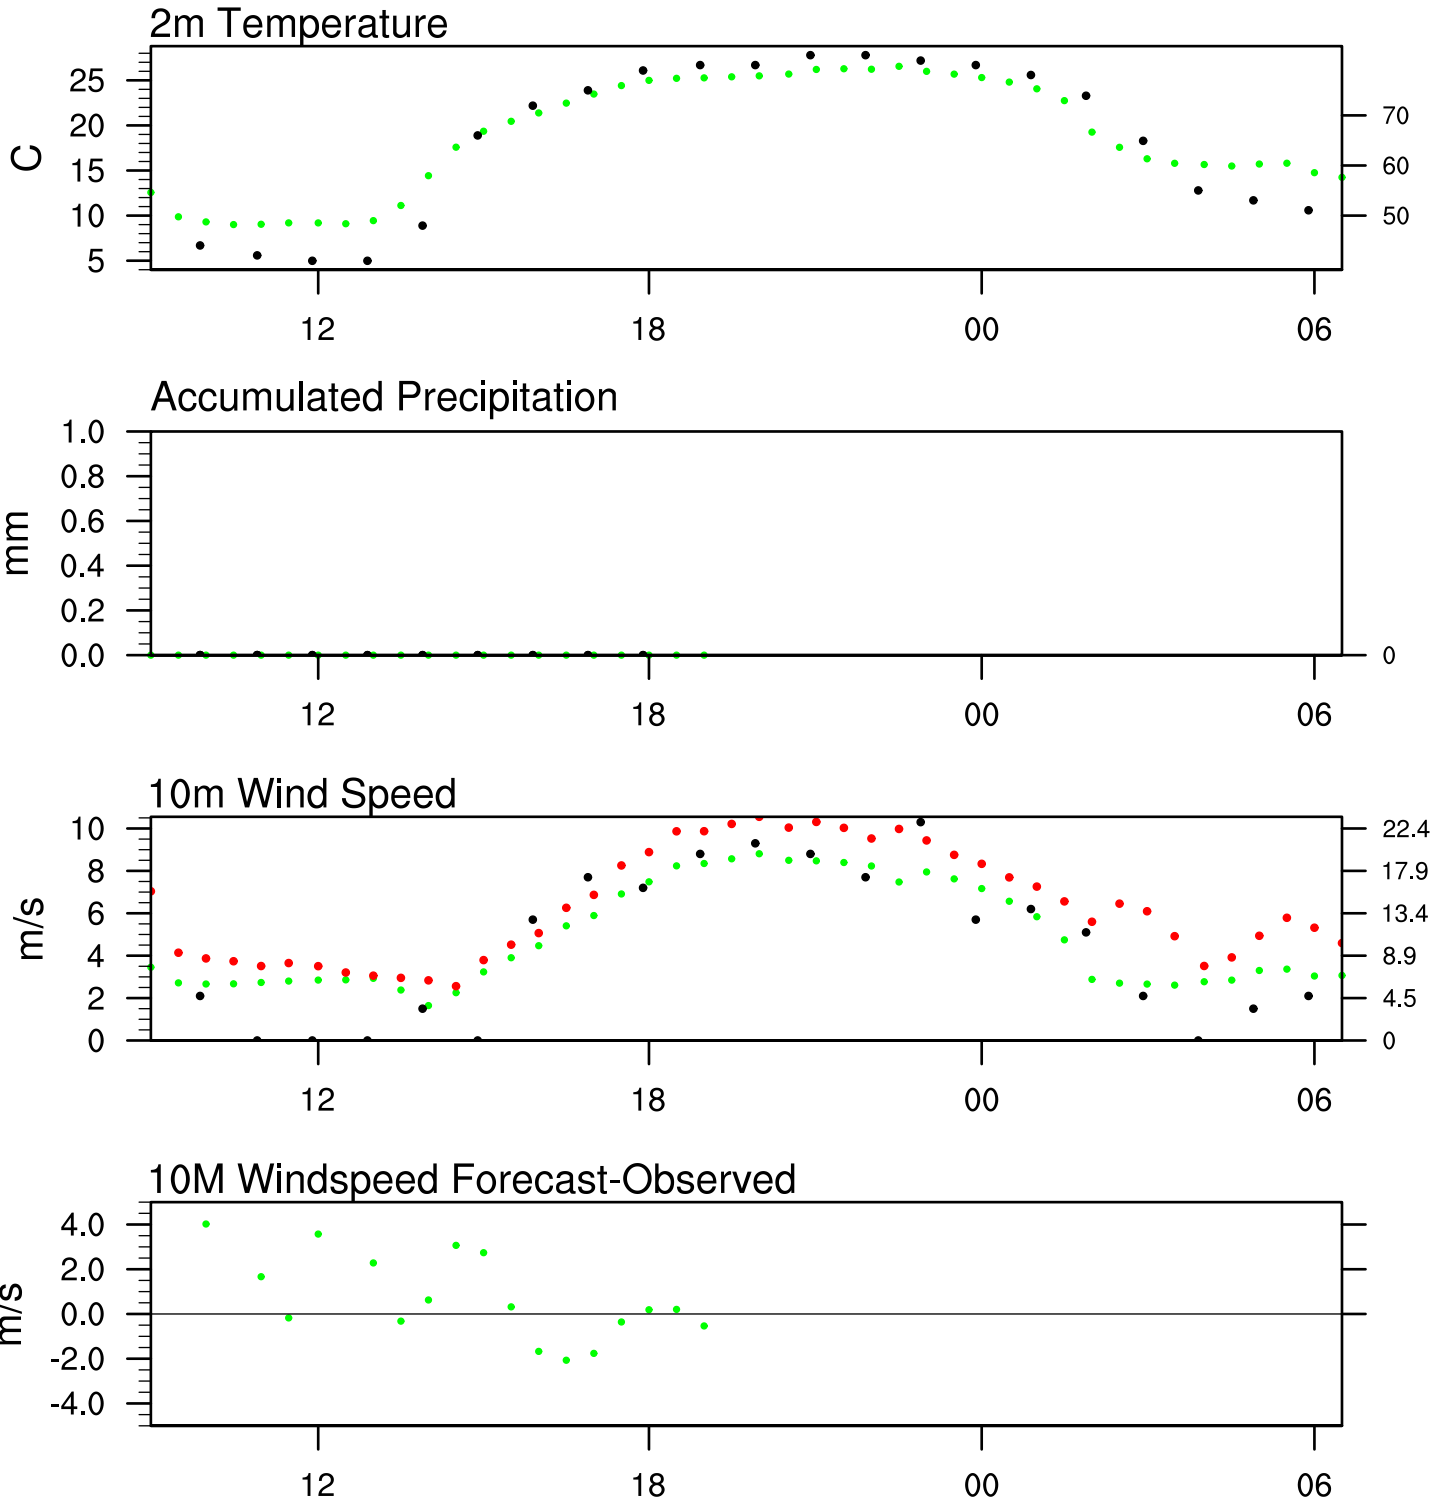 2m Temperature
25
20
15
10
5
C
70
60
50
12 18 00 06
Accumulated Precipitation
1.0
0.8
0.6
0.4
0.2
0.0
mm
0
12 18 00 06
10m Wind Speed
10
8
6
4
2
0
m/s
22.4
17.9
13.4
8.9
4.5
0
12 18 00 06
10M Windspeed Forecast-Observed
4.0
2.0
0.0
-2.0
-4.0
m/s
12 18 00 06